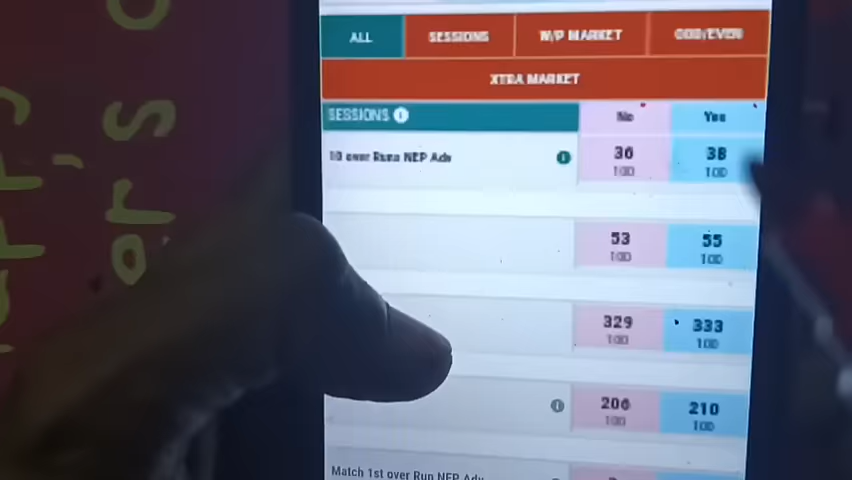 ALL SESSIONS W/P MARKET ODD/EVEN
XTRA MARKET
SESSIONS No Yes
10 over Runs NEP Adv 36 38
100 100
53 55
100 100
329 333
100 100
206 210
100 100
Match 1st over Run NEP Adv
ors